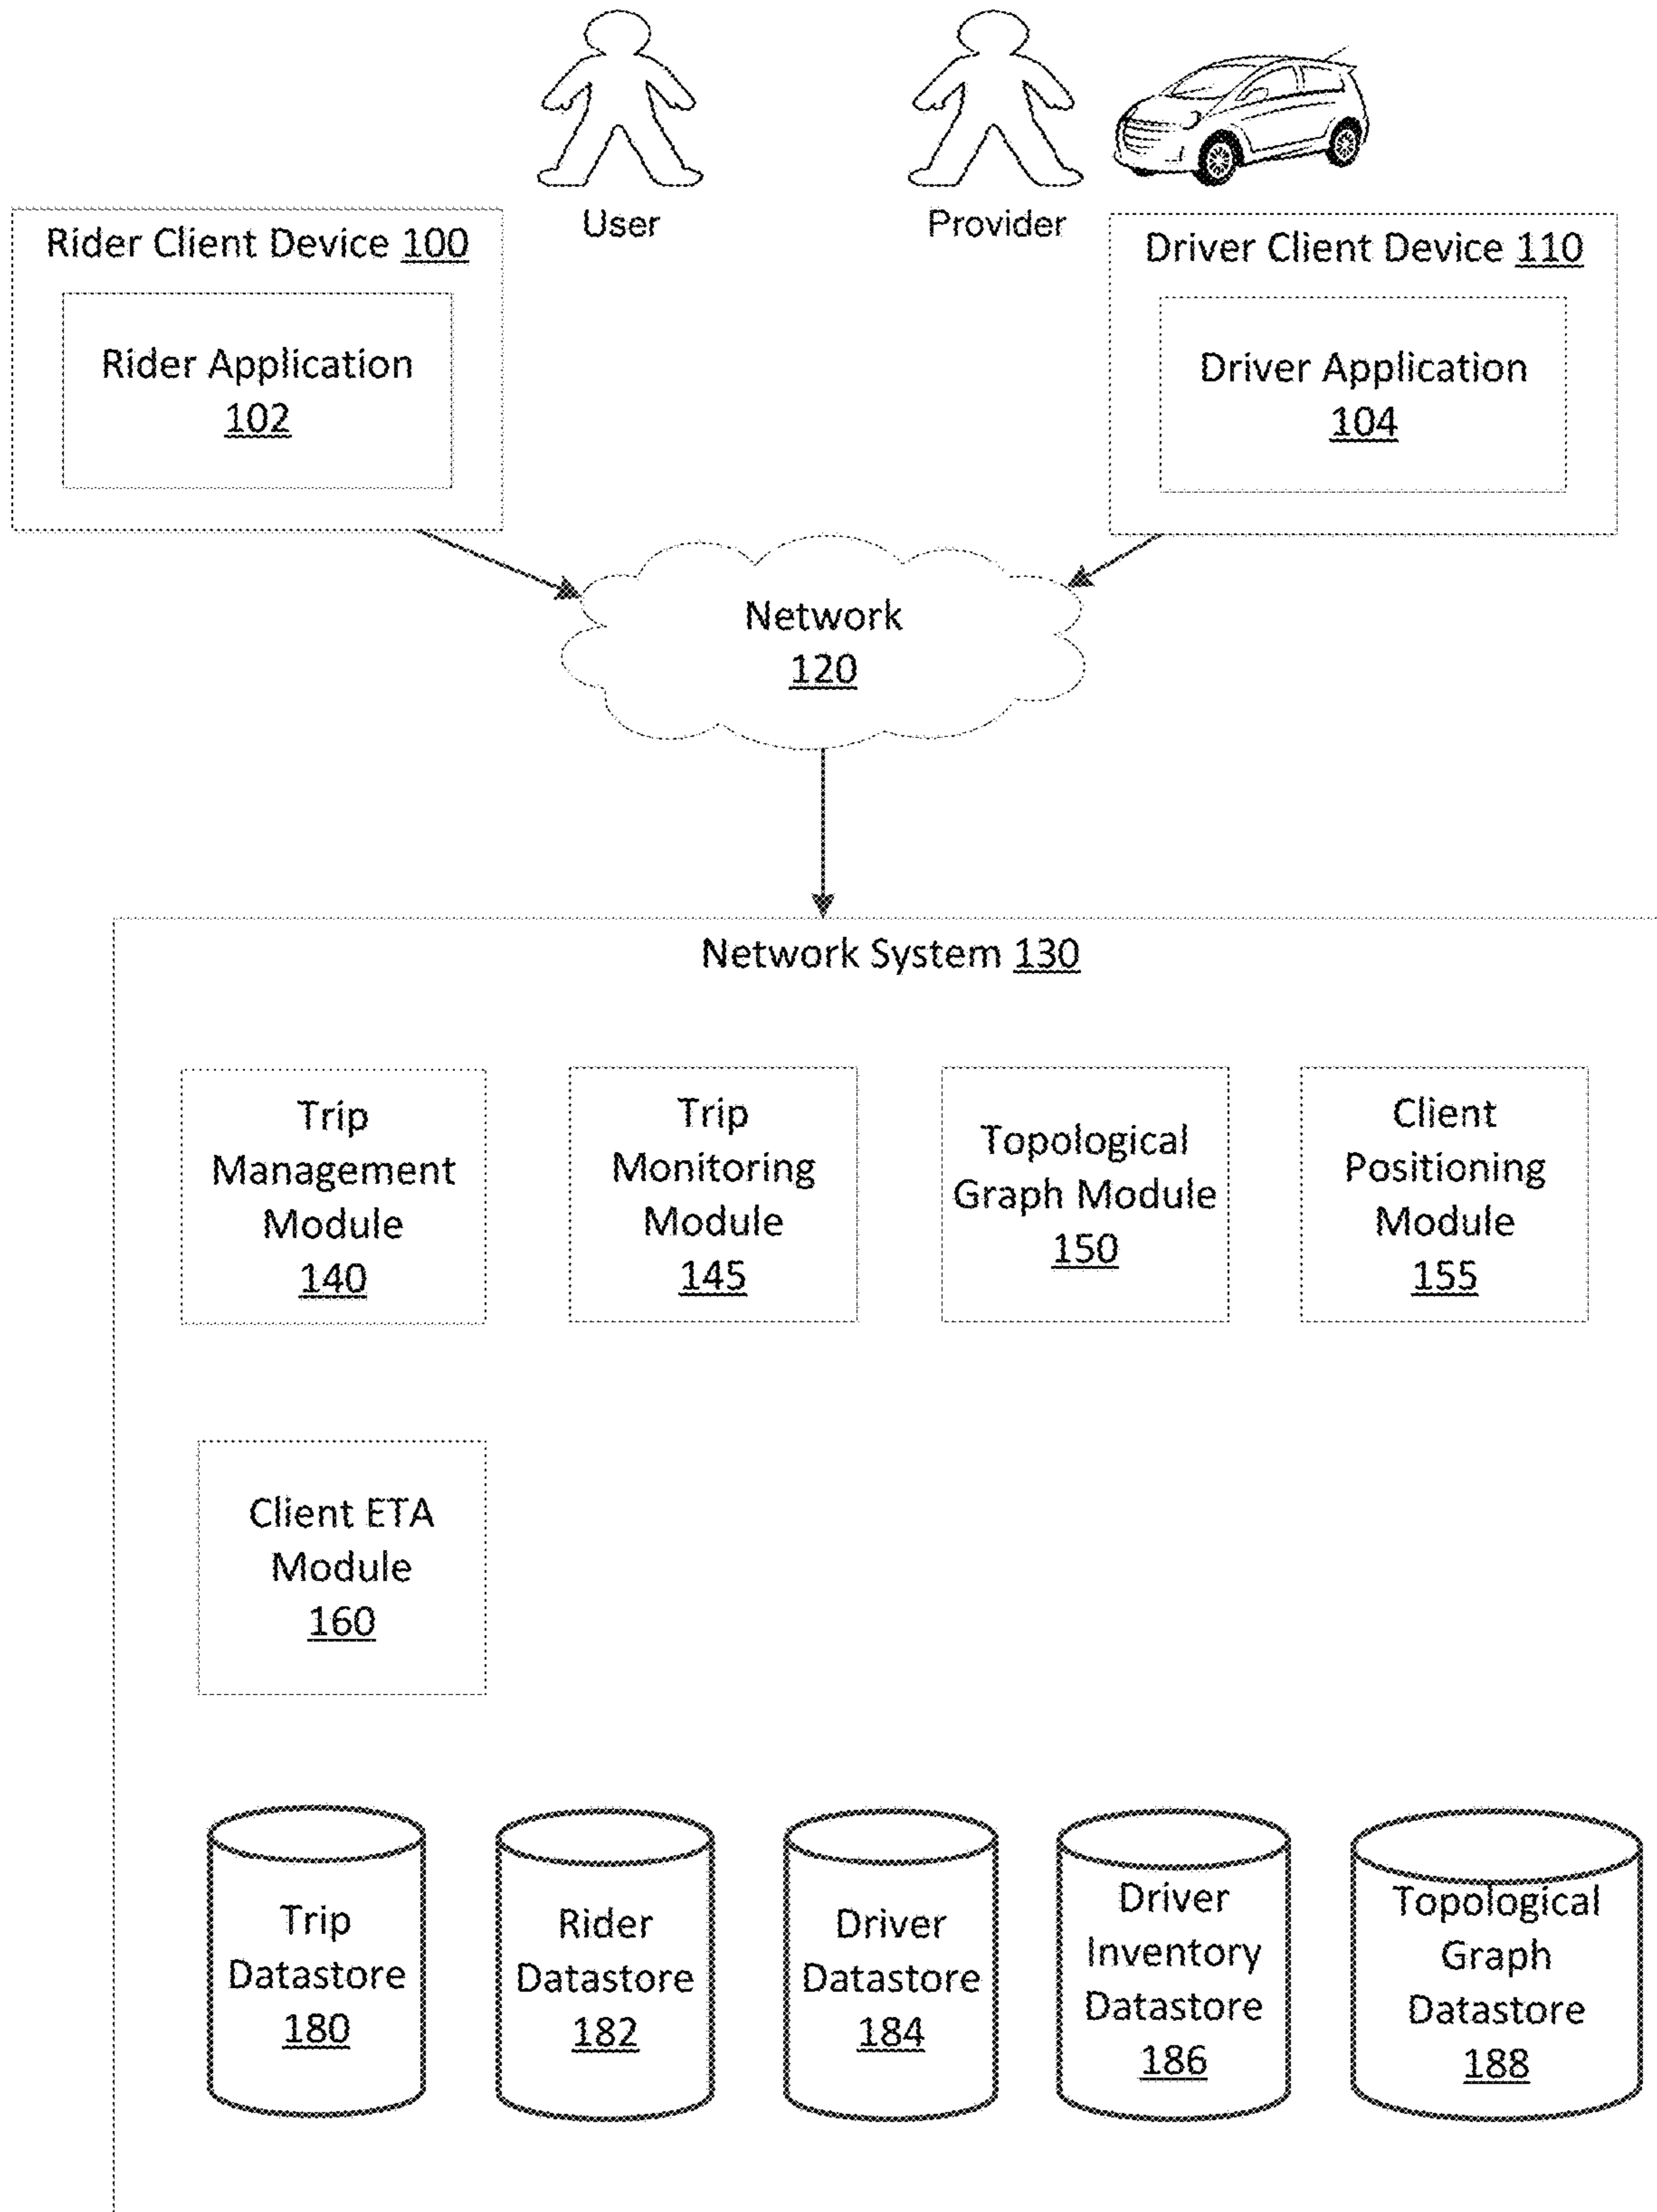 User
Provider
Rider Client Device 100
Rider Application
102
Driver Client Device 110
Driver Application
104
Network
120
Network System 130
Trip
Management
Module
140
Trip
Monitoring
Module
145
Topological
Graph Module
150
Client
Positioning
Module
155
Client ETA
Module
160
Trip
Datastore
180
Rider
Datastore
182
Driver
Datastore
184
Driver
Inventory
Datastore
186
Topological
Graph
Datastore
188